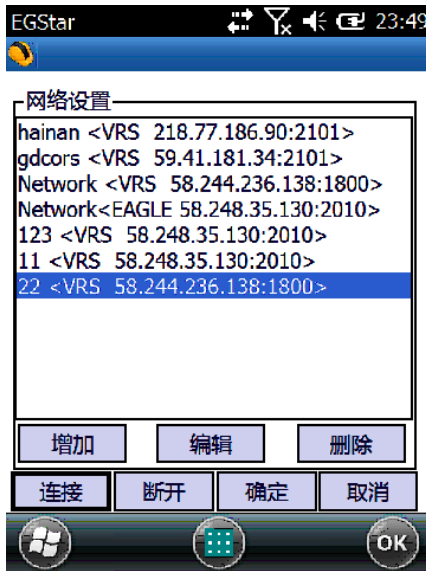 EGStar 23:49
网络设置
hainan <VRS 218.77.186.90:2101>
gdcors <VRS 59.41.181.34:2101>
Network <VRS 58.244.236.138:1800>
Network<EAGLE 58.248.35.130:2010>
123 <VRS 58.248.35.130:2010>
11 <VRS 58.248.35.130:2010>
22 <VRS 58.244.236.138:1800>
增加 编辑 删除
连接 断开 确定 取消
OK